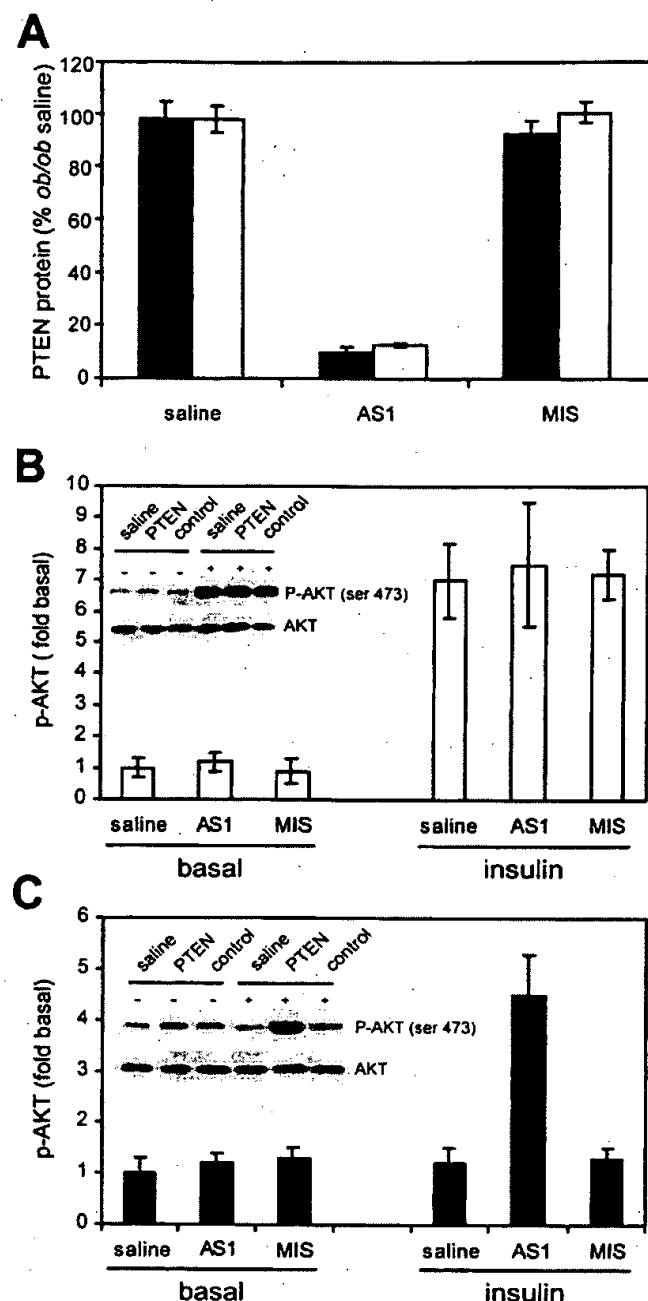 A
PTEN protein (% ob/ob saline)
120
100
80
60
40
20
0
saline AS1 MIS
B
p-AKT ( fold basal)
10
9
8
7
6
5
4
3
2
1
0
saline PTEN control saline PTEN control
- - - + + +
P-AKT (ser 473)
AKT
saline AS1 MIS saline AS1 MIS
basal insulin
C
p-AKT (fold basal)
6
5
4
3
2
1
0
saline PTEN control saline PTEN control
- - - + + +
P-AKT (ser 473)
AKT
saline AS1 MIS saline AS1 MIS
basal insulin